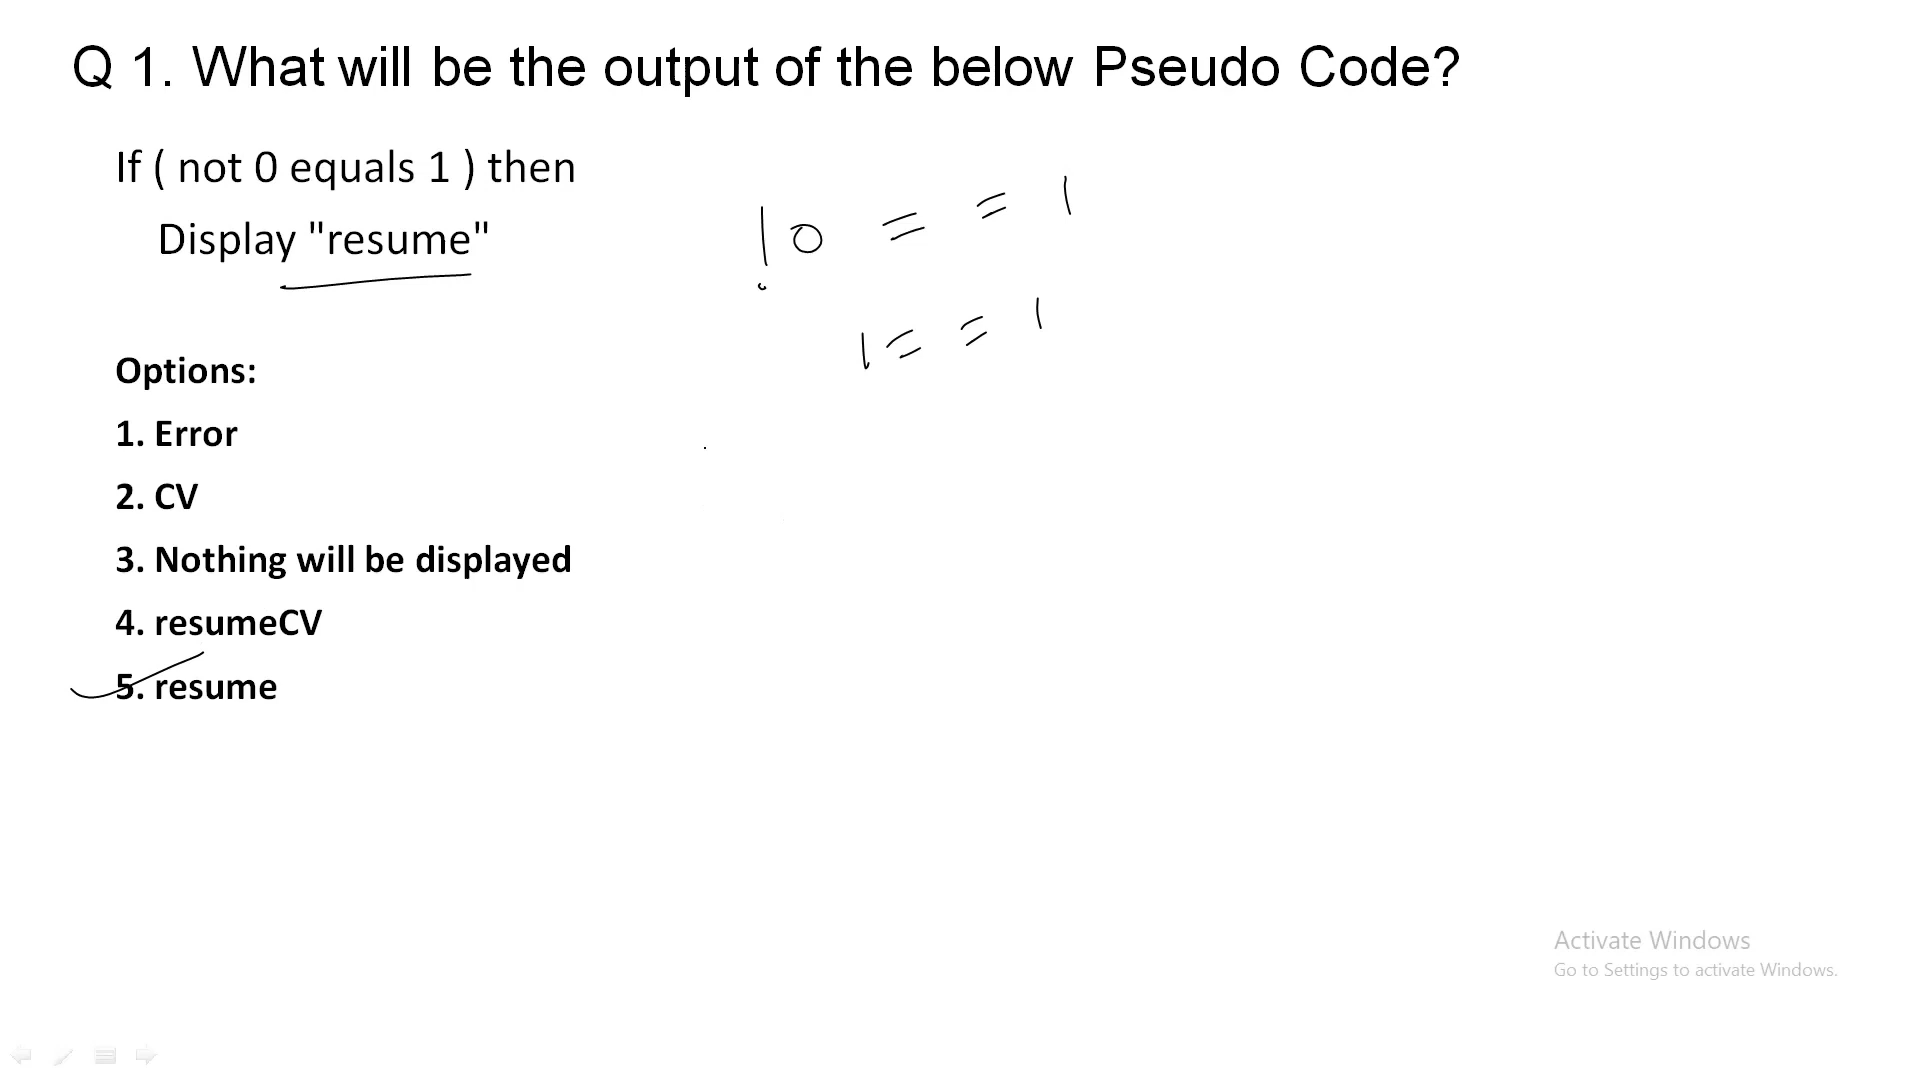 Q 1. What will be the output of the below Pseudo Code?
If ( not 0 equals 1 ) then
Display "resume"
!0 = = 1
1 = = 1
Options:
1. Error
2. CV
3. Nothing will be displayed
4. resumeCV
5. resume
Activate Windows
Go to Settings to activate Windows.